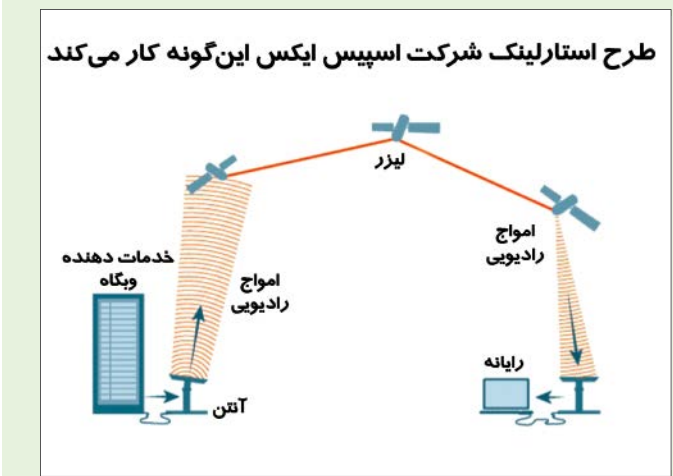 طرح استارلینک شرکت اسپیس ایکس این‌گونه کار می‌کند
لیزر
امواج
رادیویی
خدمات دهنده
وبگاه
امواج
رادیویی
رایانه
آنتن